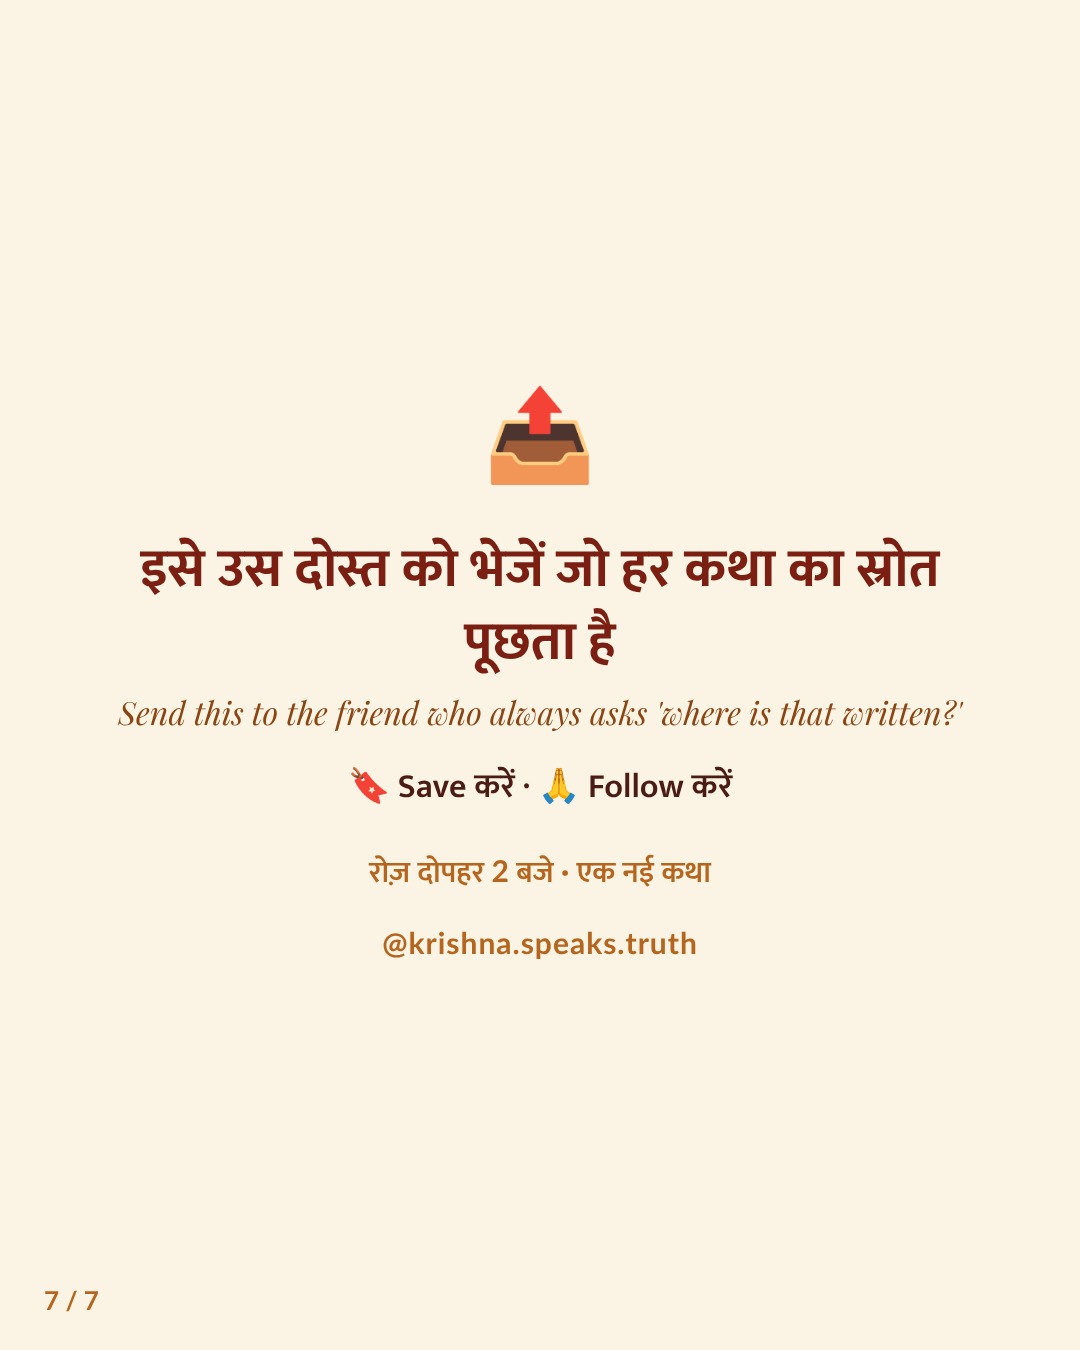 इसे उस दोस्त को भेजें जो हर कथा का स्रोत
पूछता है
Send this to the friend who always asks 'where is that written?'
🔖 Save करें · 🙏 Follow करें
रोज़ दोपहर 2 बजे · एक नई कथा
@krishna.speaks.truth
7 / 7